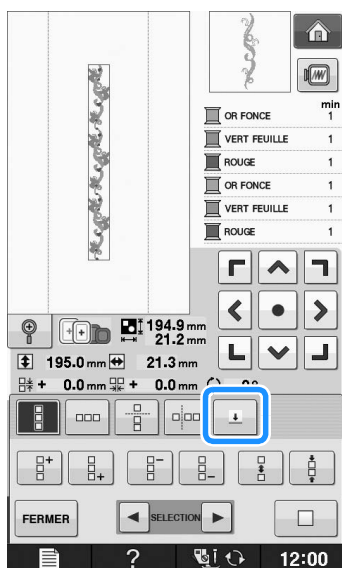 min
OR FONCE 1
VERT FEUILLE 1
ROUGE 1
OR FONCE 1
VERT FEUILLE 1
ROUGE 1
194.9 mm
21.2 mm
195.0 mm 21.3 mm
+ 0.0 mm + 0.0 mm
FERMER
SELECTION
? 12:00